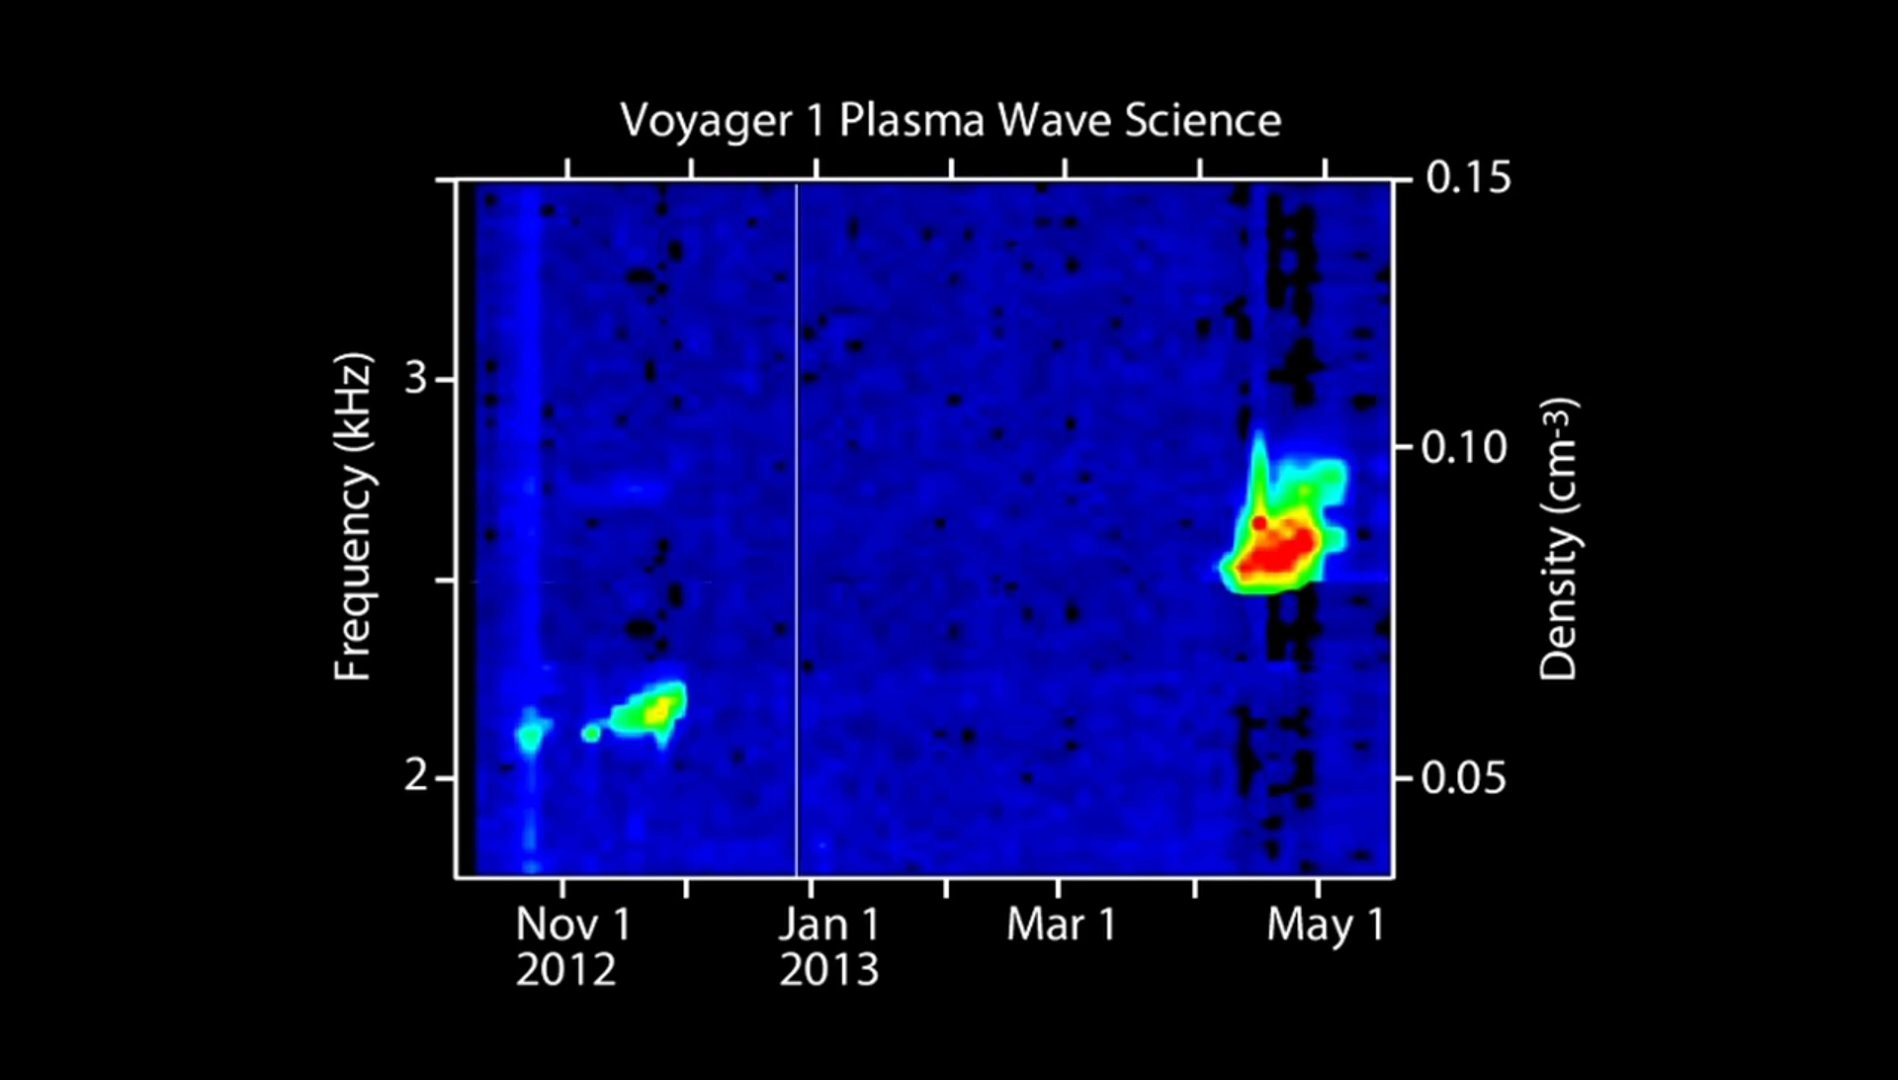 Voyager 1 Plasma Wave Science
0.15
3
0.10
Frequency (kHz)
Density (cm-3)
2
0.05
Nov 1
2012
Jan 1
2013
Mar 1
May 1